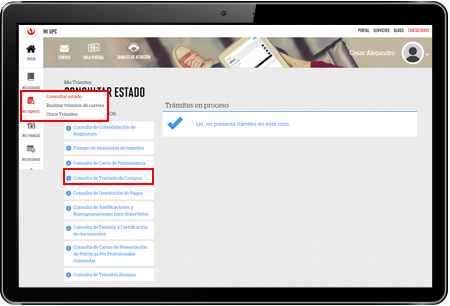 MI UPC
PORTAL SERVICIOS BLOGS CONTÁCTANOS
INICIO
CORREO
AULA VIRTUAL
CANALES DE ATENCIÓN
Cesar Alejandro
MIS ESTUDIOS
MIS TRÁMITES
MIS FINANZAS
MIS RESERVAS
Consultar estado
Realizar trámites de carrera
Otros Trámites
Mis Trámites
CONSULTAR ESTADO
Trámites en proceso
Ud. no presenta trámites en este ciclo.
Consulta de Convalidación de
Asignatura
Tiempo de respuestas de trámites
Consulta de Carta de Permanencia
Consulta de Traslado de Campus
Consulta de Devolución de Pagos
Consulta de Justificaciones y
Reprogramaciones para deportistas
Consulta de Emisión y Certificación
de documentos
Consulta de Cartas de Presentación
de Prácticas Pre Profesionales
Generadas
Consulta de Trámites Alumno